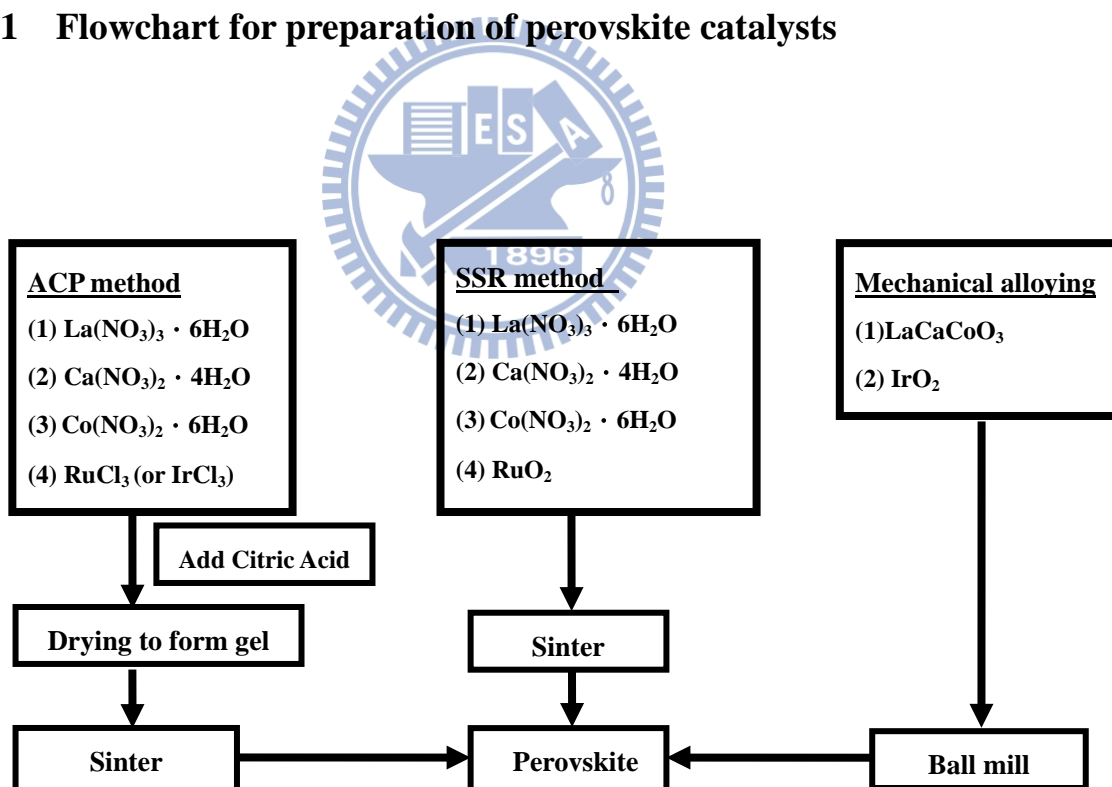 1 Flowchart for preparation of perovskite catalysts
E S A
1896
ACP method
(1) La(NO₃)₃・6H₂O
(2) Ca(NO₃)₂・4H₂O
(3) Co(NO₃)₂・6H₂O
(4) RuCl₃ (or IrCl₃)
SSR method
(1) La(NO₃)₃・6H₂O
(2) Ca(NO₃)₂・4H₂O
(3) Co(NO₃)₂・6H₂O
(4) RuO₂
Mechanical alloying
(1)LaCaCoO₃
(2) IrO₂
Add Citric Acid
Drying to form gel
Sinter
Sinter
Perovskite
Ball mill